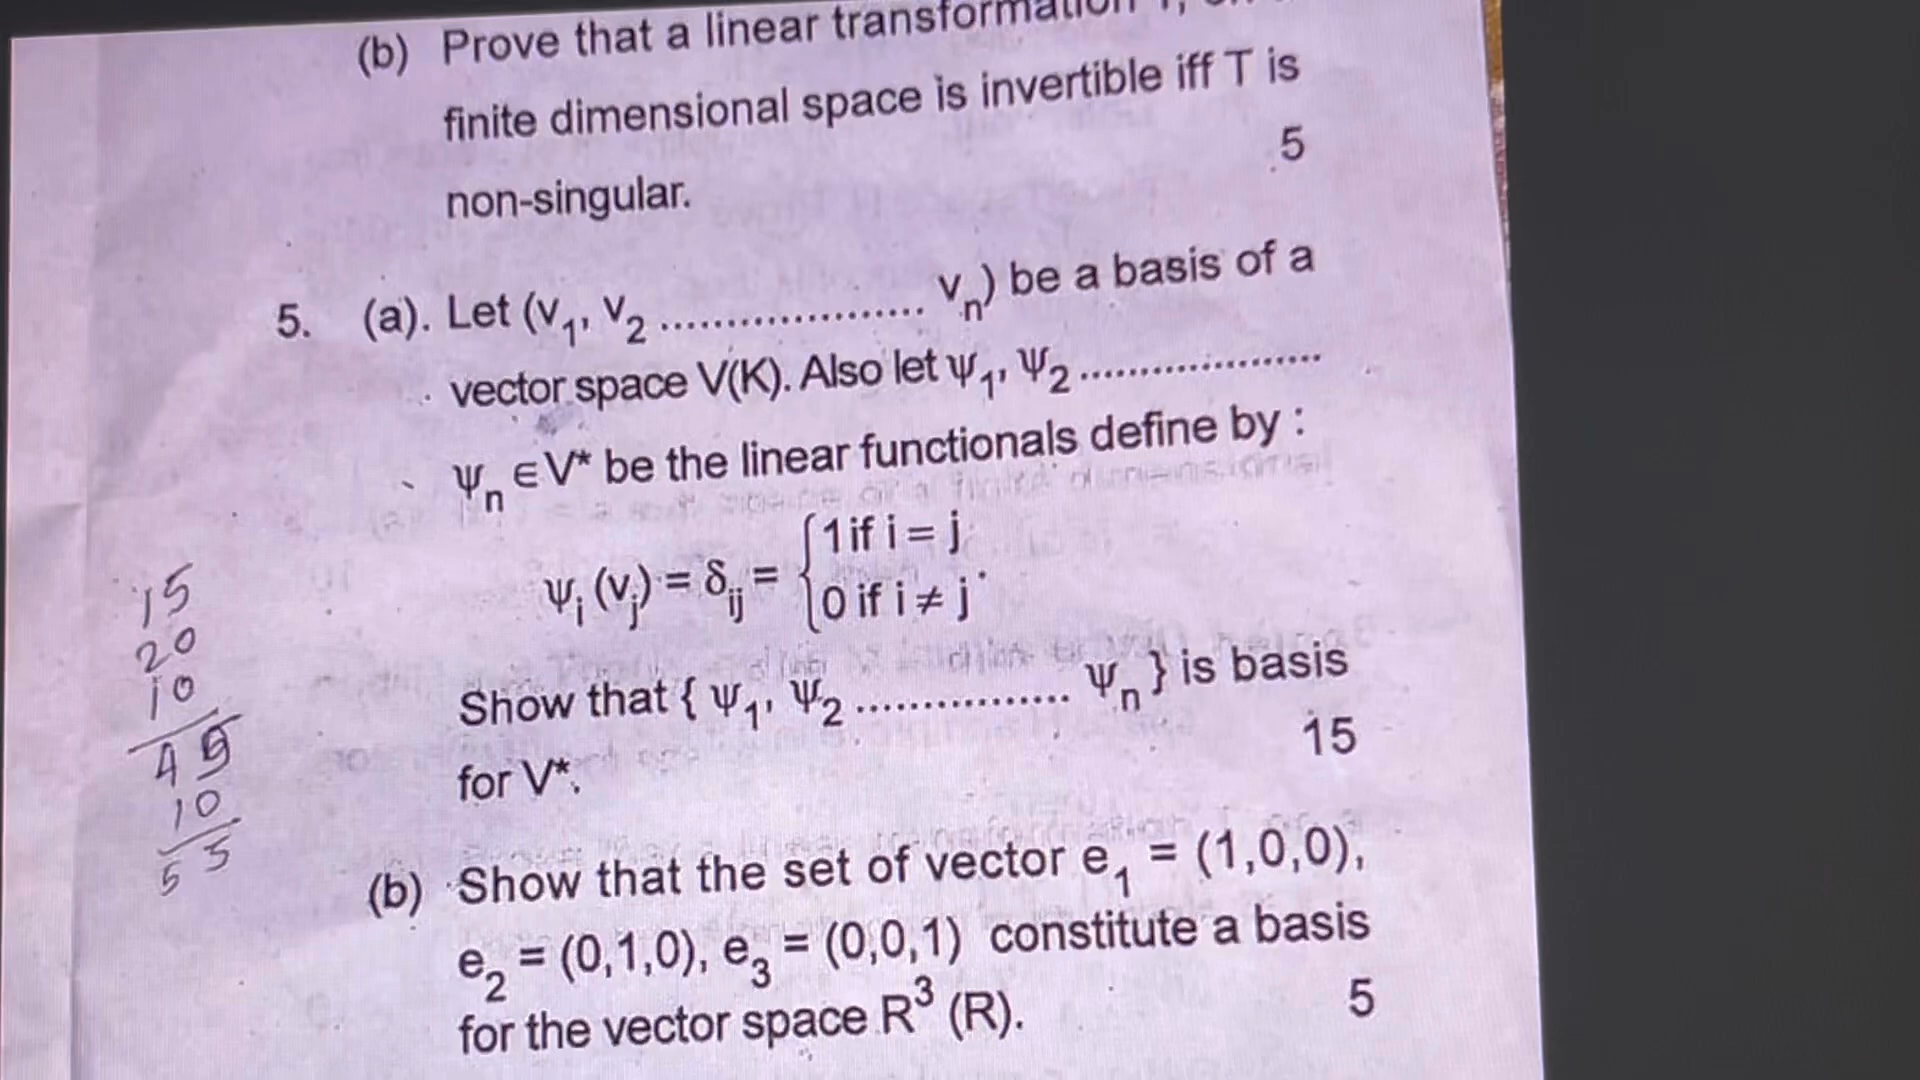 (b) Prove that a linear transformation T,
finite dimensional space is invertible iff T is
non-singular. 5
5. (a). Let (v₁, v₂ .................... vₙ) be a basis of a
vector space V(K). Also let ψ₁, ψ₂ ...................
ψₙ ∈V* be the linear functionals define by :
ψᵢ (vⱼ) = δᵢⱼ = {1 if i = j
0 if i ≠ j .
Show that { ψ₁, ψ₂ ................ ψₙ } is basis
for V*. 15
(b) Show that the set of vector e₁ = (1,0,0),
e₂ = (0,1,0), e₃ = (0,0,1) constitute a basis
for the vector space R³ (R). 5
15
20
10
45
10
55